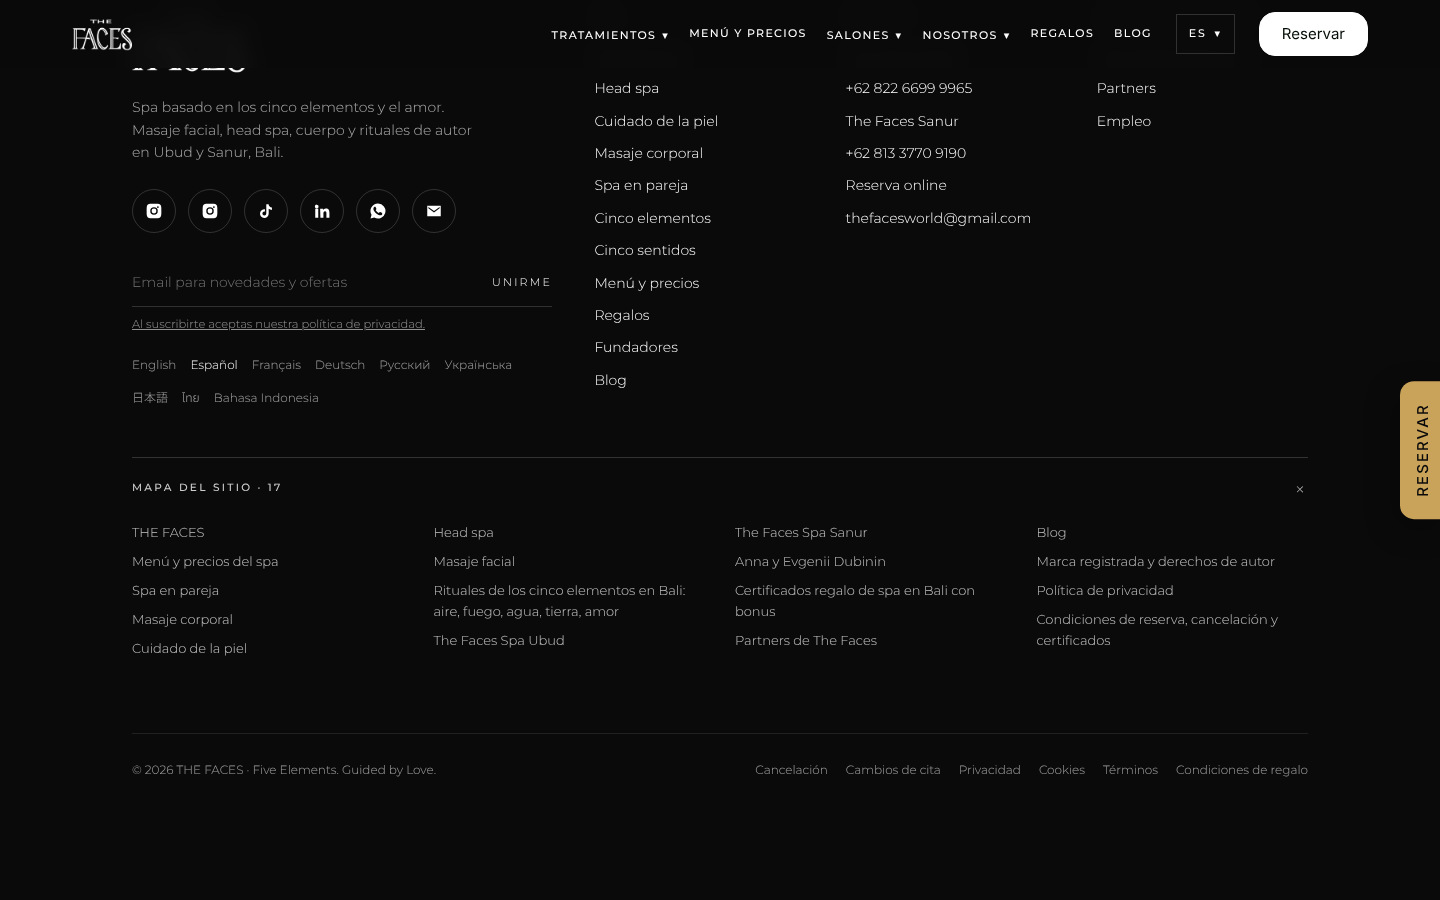 THE
FACES
TRATAMIENTOS ▼
MENÚ Y PRECIOS
SALONES ▼
NOSOTROS ▼
REGALOS
BLOG
ES ▼
Reservar
Spa basado en los cinco elementos y el amor.
Masaje facial, head spa, cuerpo y rituales de autor
en Ubud y Sanur, Bali.
Email para novedades y ofertas
UNIRME
Al suscribirte aceptas nuestra política de privacidad.
English Español Français Deutsch Русский Українська
日本語 ไทย Bahasa Indonesia
Head spa
Cuidado de la piel
Masaje corporal
Spa en pareja
Cinco elementos
Cinco sentidos
Menú y precios
Regalos
Fundadores
Blog
+62 822 6699 9965
The Faces Sanur
+62 813 3770 9190
Reserva online
thefacesworld@gmail.com
Partners
Empleo
RESERVAR
MAPA DEL SITIO · 17
×
THE FACES
Menú y precios del spa
Spa en pareja
Masaje corporal
Cuidado de la piel
Head spa
Masaje facial
Rituales de los cinco elementos en Bali:
aire, fuego, agua, tierra, amor
The Faces Spa Ubud
The Faces Spa Sanur
Anna y Evgenii Dubinin
Certificados regalo de spa en Bali con
bonus
Partners de The Faces
Blog
Marca registrada y derechos de autor
Política de privacidad
Condiciones de reserva, cancelación y
certificados
© 2026 THE FACES · Five Elements. Guided by Love.
Cancelación Cambios de cita Privacidad Cookies Términos Condiciones de regalo